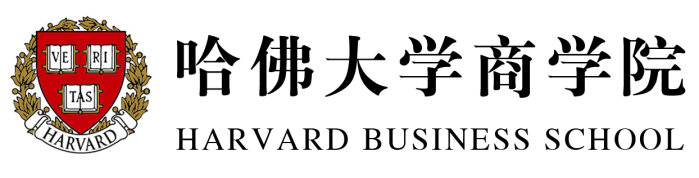 VE RI
TAS
HARVARD
哈佛大学商学院
HARVARD BUSINESS SCHOOL